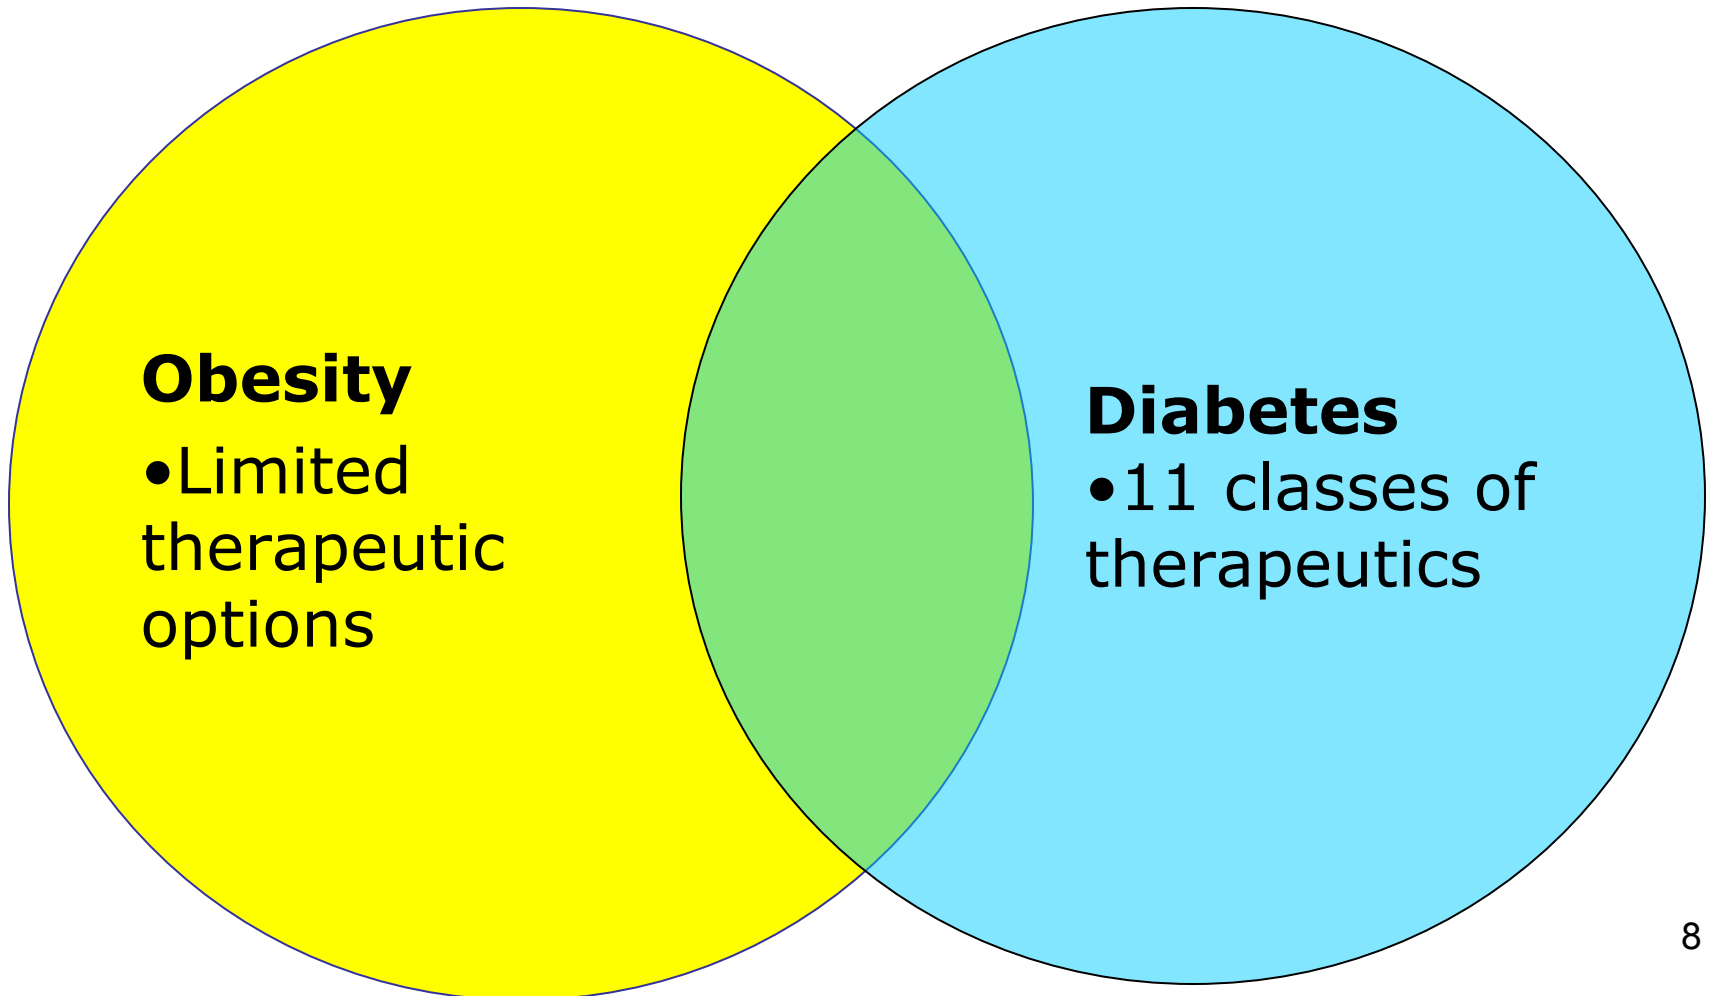 Obesity
•Limited
therapeutic
options
Diabetes
•11 classes of
therapeutics
8